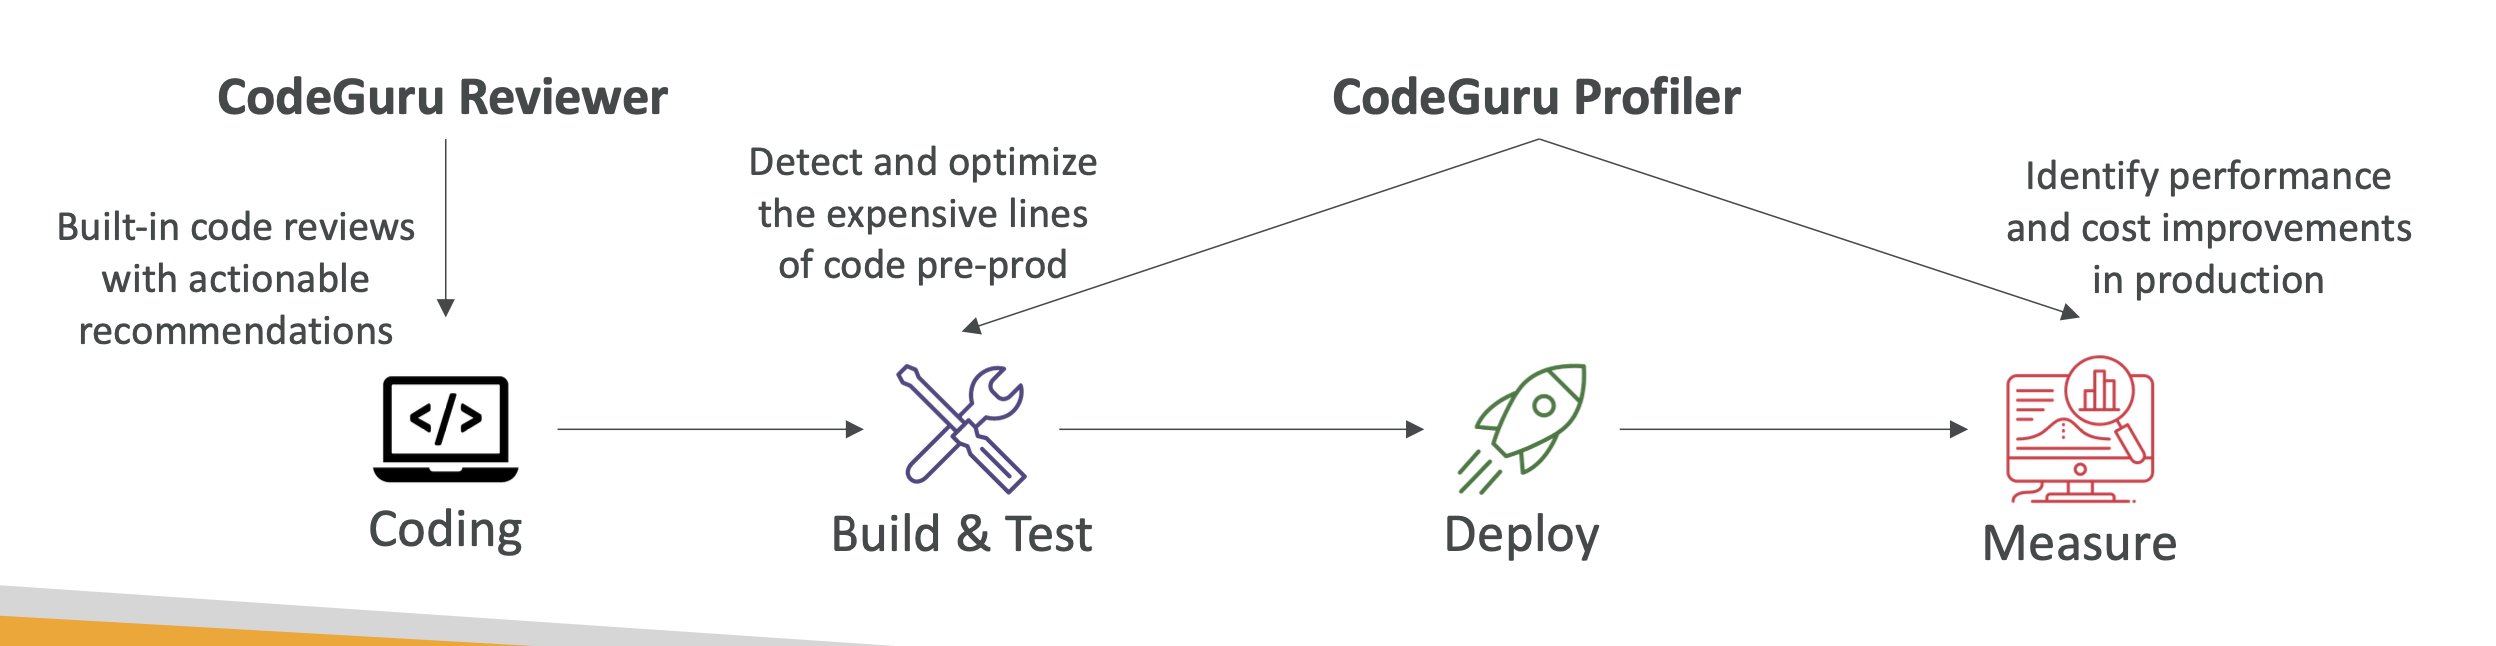 CodeGuru Reviewer
CodeGuru Profiler
Built-in code reviews
with actionable
recommendations
Detect and optimize
the expensive lines
of code pre-prod
Identify performance
and cost improvements
in production
</>
Coding
Build & Test
Deploy
Measure